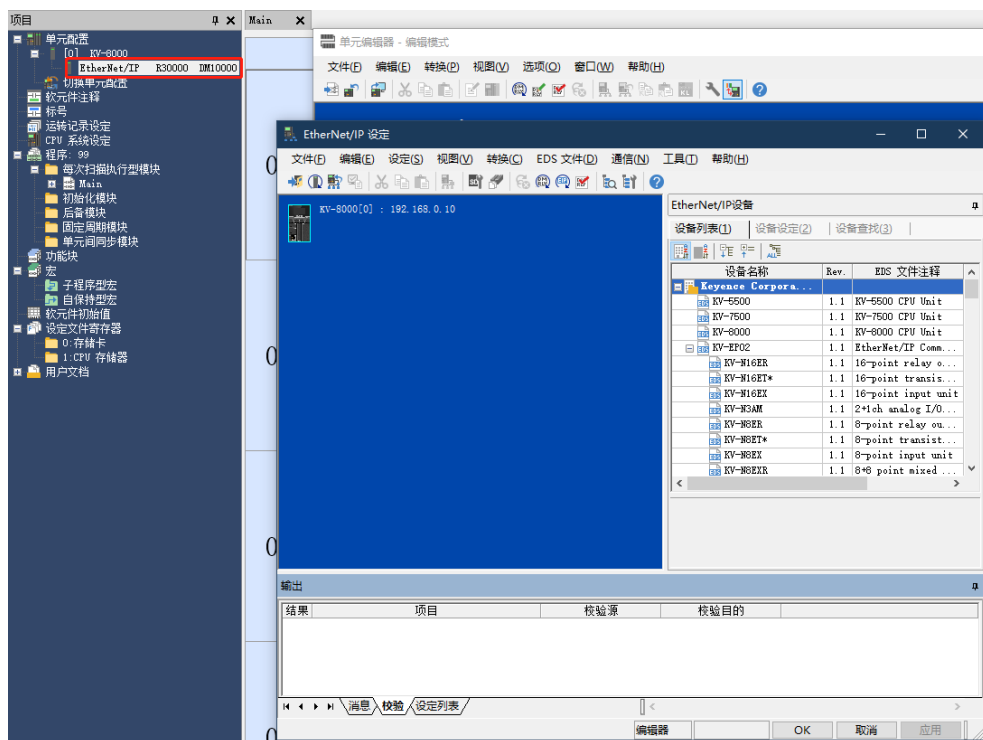 项目
单元配置
[0] KV-8000
EtherNet/IP R30000 DM10000
切换单元配置
软元件注释
标号
运转记录设定
CPU 系统设定
程序: 99
每次扫描执行型模块
Main
初始化模块
后备模块
固定周期模块
单元间同步模块
功能块
宏
子程序型宏
自保持型宏
软元件初始值
设定文件寄存器
0:存储卡
1:CPU 存储器
用户文档
Main
单元编辑器 - 编辑模式
文件(F) 编辑(E) 转换(P) 视图(V) 选项(O) 窗口(W) 帮助(H)
EtherNet/IP 设定
文件(F) 编辑(E) 设定(S) 视图(V) 转换(C) EDS 文件(D) 通信(N) 工具(T) 帮助(H)
KV-8000[0] : 192.168.0.10
EtherNet/IP设备
设备列表(1) 设备设定(2) 设备查找(3)
设备名称 Rev. EDS 文件注释
Keyence Corpora...
KV-5500 1.1 KV-5500 CPU Unit
KV-7500 1.1 KV-7500 CPU Unit
KV-8000 1.1 KV-8000 CPU Unit
KV-EP02 1.1 EtherNet/IP Comm...
KV-N16ER 1.1 16-point relay o...
KV-N16ET* 1.1 16-point transis...
KV-N16EX 1.1 16-point input unit
KV-N3AM 1.1 2+1ch analog I/O...
KV-N8ER 1.1 8-point relay ou...
KV-N8ET* 1.1 8-point transist...
KV-N8EX 1.1 8-point input unit
KV-N8EXR 1.1 8+8 point mixed ...
输出
结果 项目 校验源 校验目的
消息 校验 设定列表
编辑器 OK 取消 应用